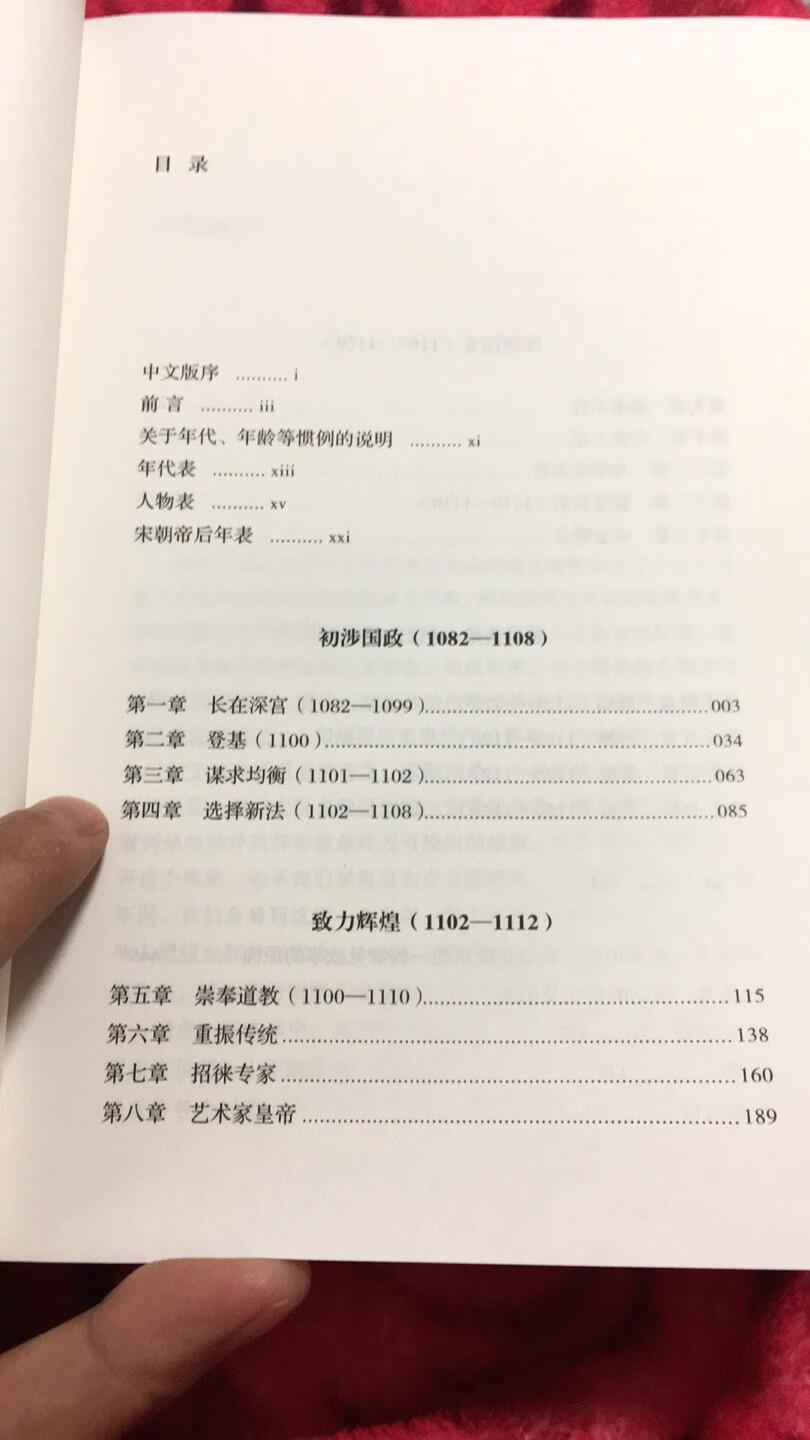 目 录
中文版序 .......... i
前言 .......... iii
关于年代、年龄等惯例的说明 .......... xi
年代表 .......... xiii
人物表 .......... xv
宋朝帝后年表 .......... xxi
初涉国政（1082—1108）
第一章 长在深宫（1082—1099）..........003
第二章 登基（1100）..........034
第三章 谋求均衡（1101—1102）..........063
第四章 选择新法（1102—1108）..........085
致力辉煌（1102—1112）
第五章 崇奉道教（1100—1110）..........115
第六章 重振传统..........138
第七章 招徕专家..........160
第八章 艺术家皇帝..........189